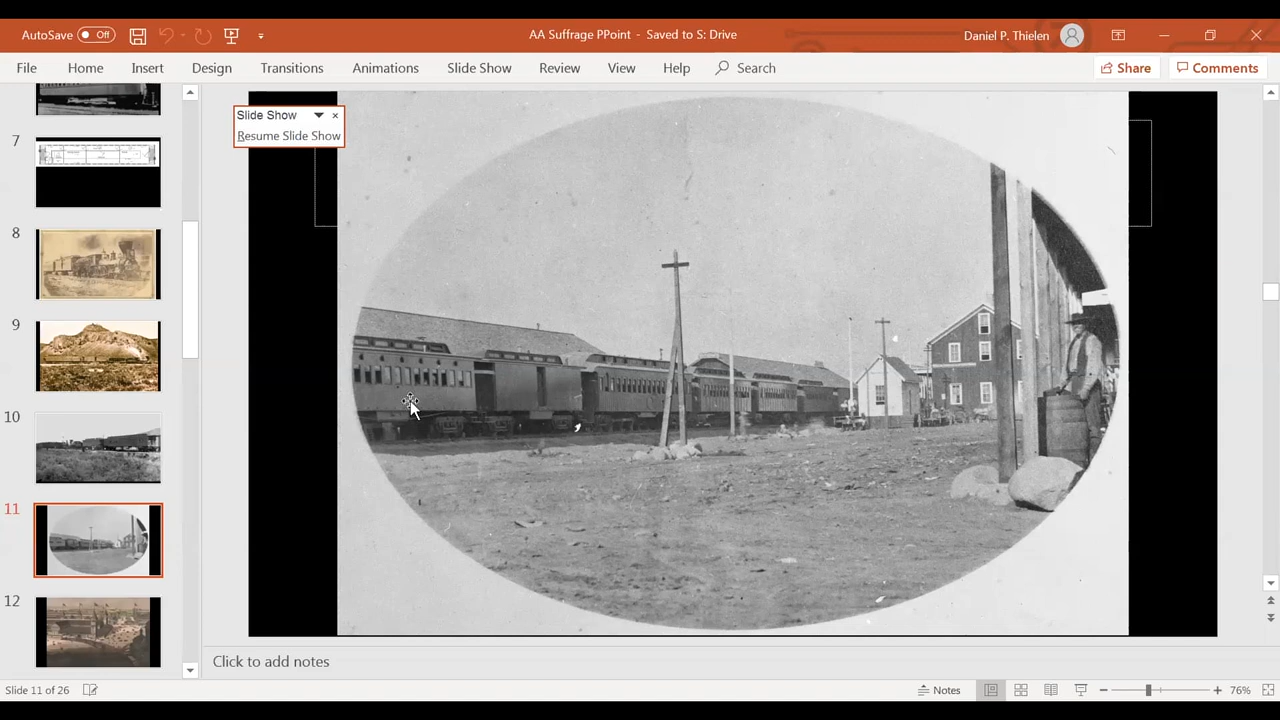 AutoSave Off
AA Suffrage PPoint - Saved to S: Drive
Daniel P. Thielen
File Home Insert Design Transitions Animations Slide Show Review View Help Search Share Comments
Slide Show
Resume Slide Show
7
8
9
10
11
12
Click to add notes
Slide 11 of 26
Notes
76%